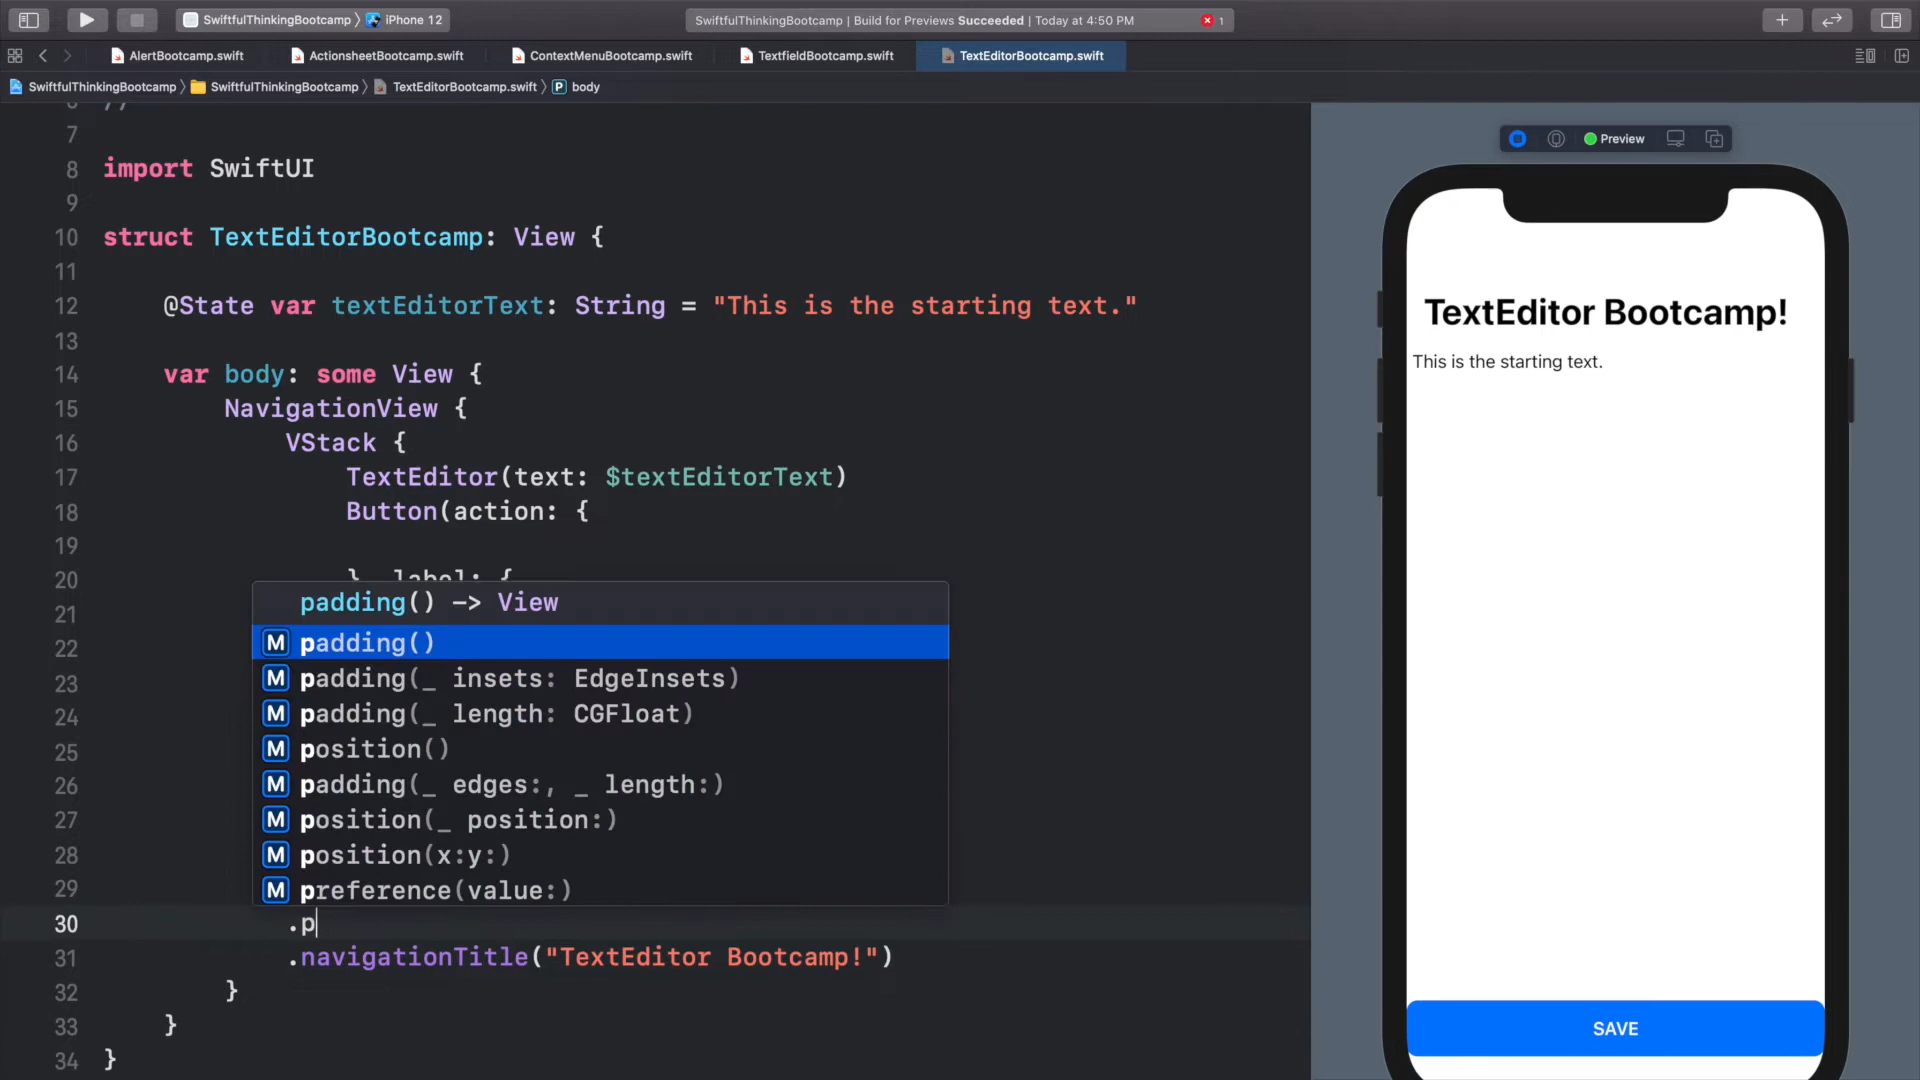 SwiftfulThinkingBootcamp 〉 iPhone 12
SwiftfulThinkingBootcamp | Build for Previews Succeeded | Today at 4:50 PM
1
AlertBootcamp.swift
ActionsheetBootcamp.swift
ContextMenuBootcamp.swift
TextfieldBootcamp.swift
TextEditorBootcamp.swift
SwiftfulThinkingBootcamp 〉 SwiftfulThinkingBootcamp 〉 TextEditorBootcamp.swift 〉 P body
6 //
7
8 import SwiftUI
9
10 struct TextEditorBootcamp: View {
11
12 @State var textEditorText: String = "This is the starting text."
13
14 var body: some View {
15 NavigationView {
16 VStack {
17 TextEditor(text: $textEditorText)
18 Button(action: {
19
20 }, label: {
21
22
23
24
25
26
27
28
29
padding() -> View
M padding()
M padding(_ insets: EdgeInsets)
M padding(_ length: CGFloat)
M position()
M padding(_ edges:, _ length:)
M position(_ position:)
M position(x:y:)
M preference(value:)
30 .p
31 .navigationTitle("TextEditor Bootcamp!")
32 }
33 }
34 }
Preview
TextEditor Bootcamp!
This is the starting text.
SAVE